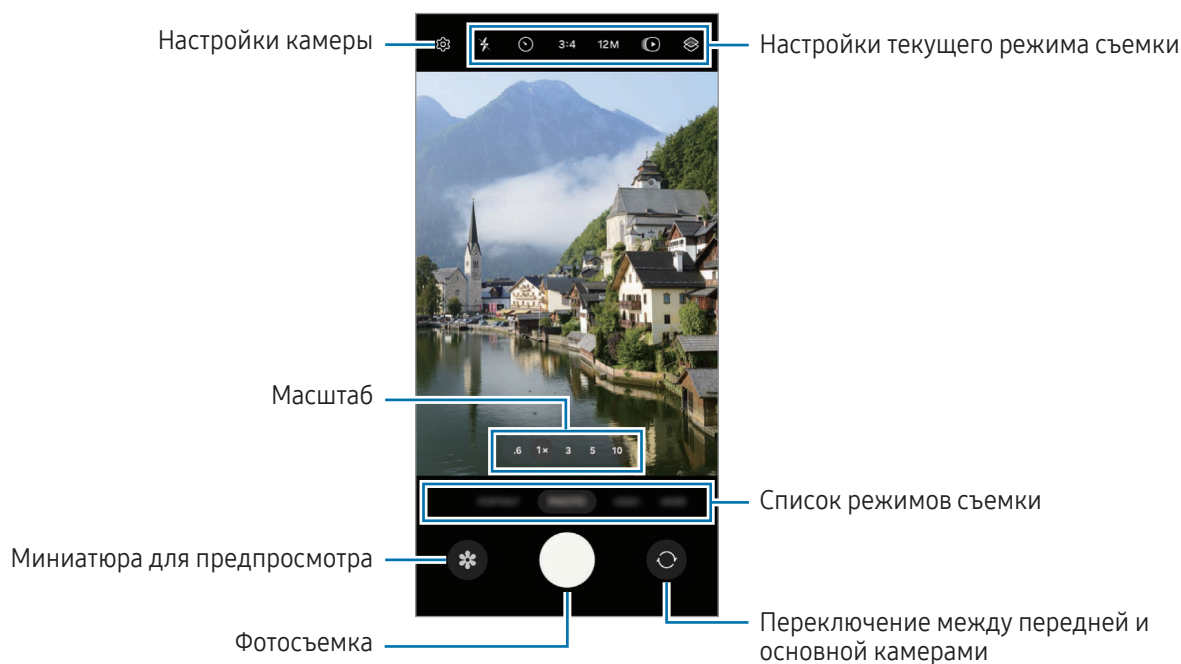 Настройки камеры
3:4 12M
Настройки текущего режима съемки
Масштаб
.6 1× 3 5 10
Список режимов съемки
Миниатюра для предпросмотра
Фотосъемка
Переключение между передней и
основной камерами